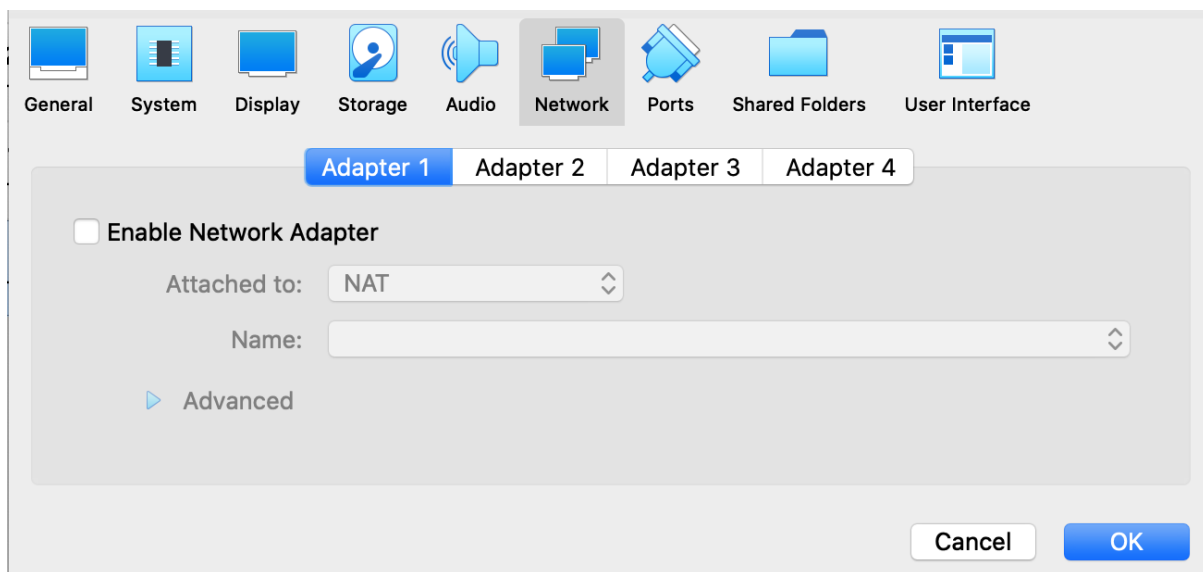 General System Display Storage Audio Network Ports Shared Folders User Interface
Adapter 1 Adapter 2 Adapter 3 Adapter 4
Enable Network Adapter
Attached to: NAT
Name:
Advanced
Cancel OK